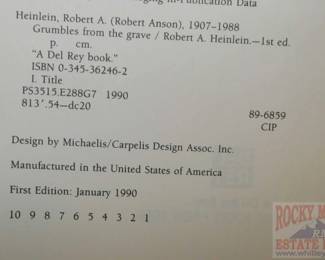 in-Publication Data
Heinlein, Robert A. (Robert Anson), 1907–1988
Grumbles from the grave / Robert A. Heinlein.—1st ed.
p. cm.
"A Del Rey book."
ISBN 0-345-36246-2
I. Title
PS3515.E288G7 1990
813'.54—dc20 89-6859
CIP
Design by Michaelis/Carpelis Design Assoc. Inc.
Manufactured in the United States of America
First Edition: January 1990
10 9 8 7 6 5 4 3 2 1
ROCKY M
ESTATE